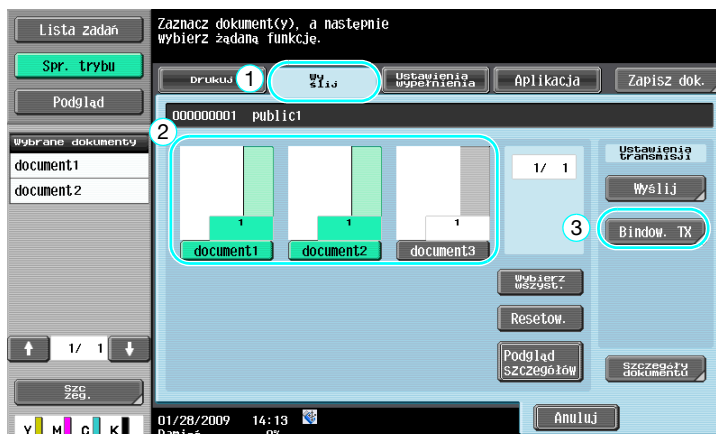 Lista zadań
Spr. trybu
Podgląd
Wybrane dokumenty
document1
document2
1/ 1
Szc
zeg.
Y M C K
Zaznacz dokument(y), a następnie
wybierz żądaną funkcję.
Drukuj
1
Wy
ślij
Ustawienia
wypełnienia
Aplikacja
Zapisz dok.
000000001 public1
2
1
1
1
document1
document2
document3
1/ 1
Wybierz
wszyst.
Resetow.
Podgląd
szczegółów
Ustawienia
transmisji
Wyślij
3
Bindow. TX
Szczegóły
dokumentu
01/28/2009 14:13
Pamięć 0%
Anuluj